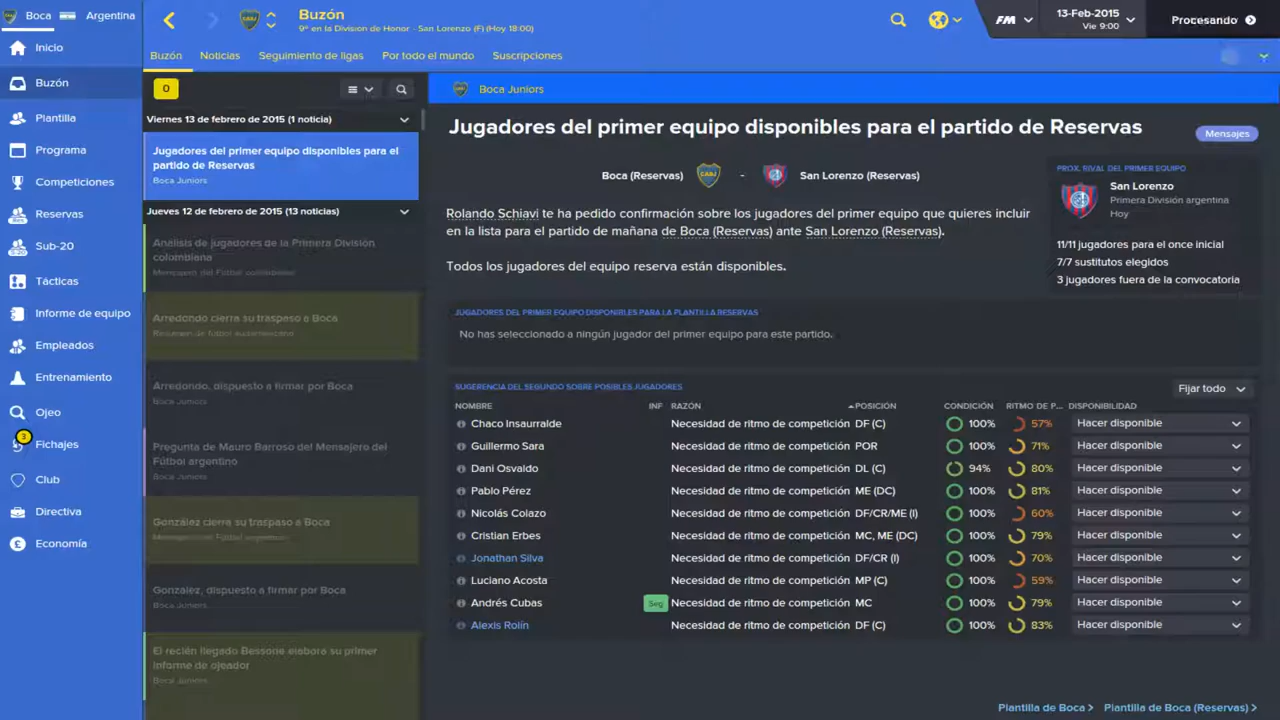 Boca
Argentina
Inicio
Buzón
Plantilla
Programa
Competiciones
Reservas
Sub-20
Tácticas
Informe de equipo
Empleados
Entrenamiento
Ojeo
3
Fichajes
Club
Directiva
Economía
Buzón
9º en la Division de Honor - San Lorenzo (F) (Hoy 18:00)
FM
13-Feb-2015
Vie 9:00
Procesando
Buzón
Noticias
Seguimiento de ligas
Por todo el mundo
Suscripciones
0
Viernes 13 de febrero de 2015 (1 noticia)
Jugadores del primer equipo disponibles para el
partido de Reservas
Boca Juniors
Jueves 12 de febrero de 2015 (13 noticias)
Análisis de jugadores de la Primera División
colombiana
Mensajero del Fútbol colombiano
Arredondo cierra su traspaso a Boca
Resumen de fútbol sudamericano
Arredondo, dispuesto a firmar por Boca
Boca Juniors
Pregunta de Mauro Barroso del Mensajero del
Fútbol argentino
Boca Juniors
González cierra su traspaso a Boca
Mensajero del Fútbol argentino
González, dispuesto a firmar por Boca
Boca Juniors
El recién llegado Bessone elabora su primer
informe de ojeador
Boca Juniors
Boca Juniors
Jugadores del primer equipo disponibles para el partido de Reservas
Mensajes
Boca (Reservas) - San Lorenzo (Reservas)
Rolando Schiavi te ha pedido confirmación sobre los jugadores del primer equipo que quieres incluir
en la lista para el partido de mañana de Boca (Reservas) ante San Lorenzo (Reservas).
Todos los jugadores del equipo reserva están disponibles.
PROX. RIVAL DEL PRIMER EQUIPO
San Lorenzo
Primera División argentina
Hoy
11/11 jugadores para el once inicial
7/7 sustitutos elegidos
3 jugadores fuera de la convocatoria
JUGADORES DEL PRIMER EQUIPO DISPONIBLES PARA LA PLANTILLA RESERVAS
No has seleccionado a ningún jugador del primer equipo para este partido.
SUGERENCIA DEL SEGUNDO SOBRE POSIBLES JUGADORES
Fijar todo
NOMBRE INF RAZÓN POSICIÓN CONDICIÓN RITMO DE P... DISPONIBILIDAD
Chaco Insaurralde Necesidad de ritmo de competición DF (C) 100% 57% Hacer disponible
Guillermo Sara Necesidad de ritmo de competición POR 100% 71% Hacer disponible
Dani Osvaldo Necesidad de ritmo de competición DL (C) 94% 80% Hacer disponible
Pablo Pérez Necesidad de ritmo de competición ME (DC) 100% 81% Hacer disponible
Nicolás Colazo Necesidad de ritmo de competición DF/CR/ME (I) 100% 60% Hacer disponible
Cristian Erbes Necesidad de ritmo de competición MC, ME (DC) 100% 79% Hacer disponible
Jonathan Silva Necesidad de ritmo de competición DF/CR (I) 100% 70% Hacer disponible
Luciano Acosta Necesidad de ritmo de competición MP (C) 100% 59% Hacer disponible
Andrés Cubas Seg Necesidad de ritmo de competición MC 100% 79% Hacer disponible
Alexis Rolín Necesidad de ritmo de competición DF (C) 100% 83% Hacer disponible
Plantilla de Boca >
Plantilla de Boca (Reservas) >